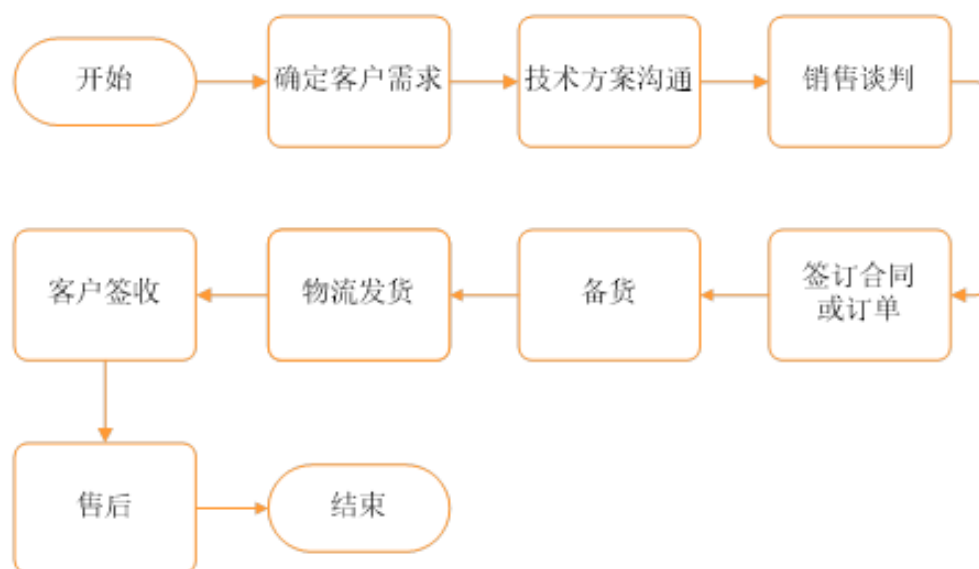 开始
确定客户需求
技术方案沟通
销售谈判
签订合同
或订单
备货
物流发货
客户签收
售后
结束